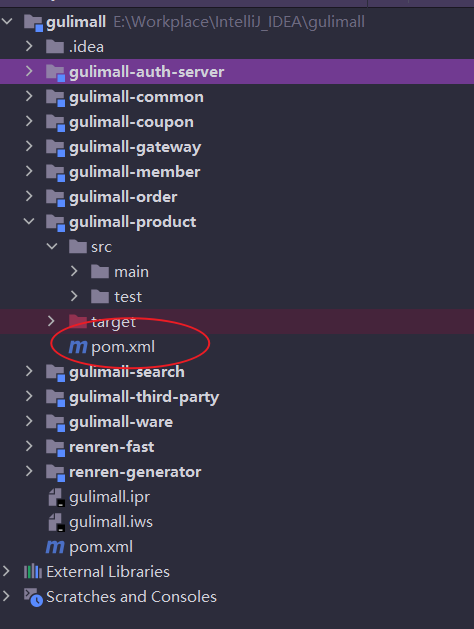 gulimall E:\Workplace\IntelliJ_IDEA\gulimall
.idea
gulimall-auth-server
gulimall-common
gulimall-coupon
gulimall-gateway
gulimall-member
gulimall-order
gulimall-product
src
main
test
target
pom.xml
gulimall-search
gulimall-third-party
gulimall-ware
renren-fast
renren-generator
gulimall.ipr
gulimall.iws
pom.xml
External Libraries
Scratches and Consoles